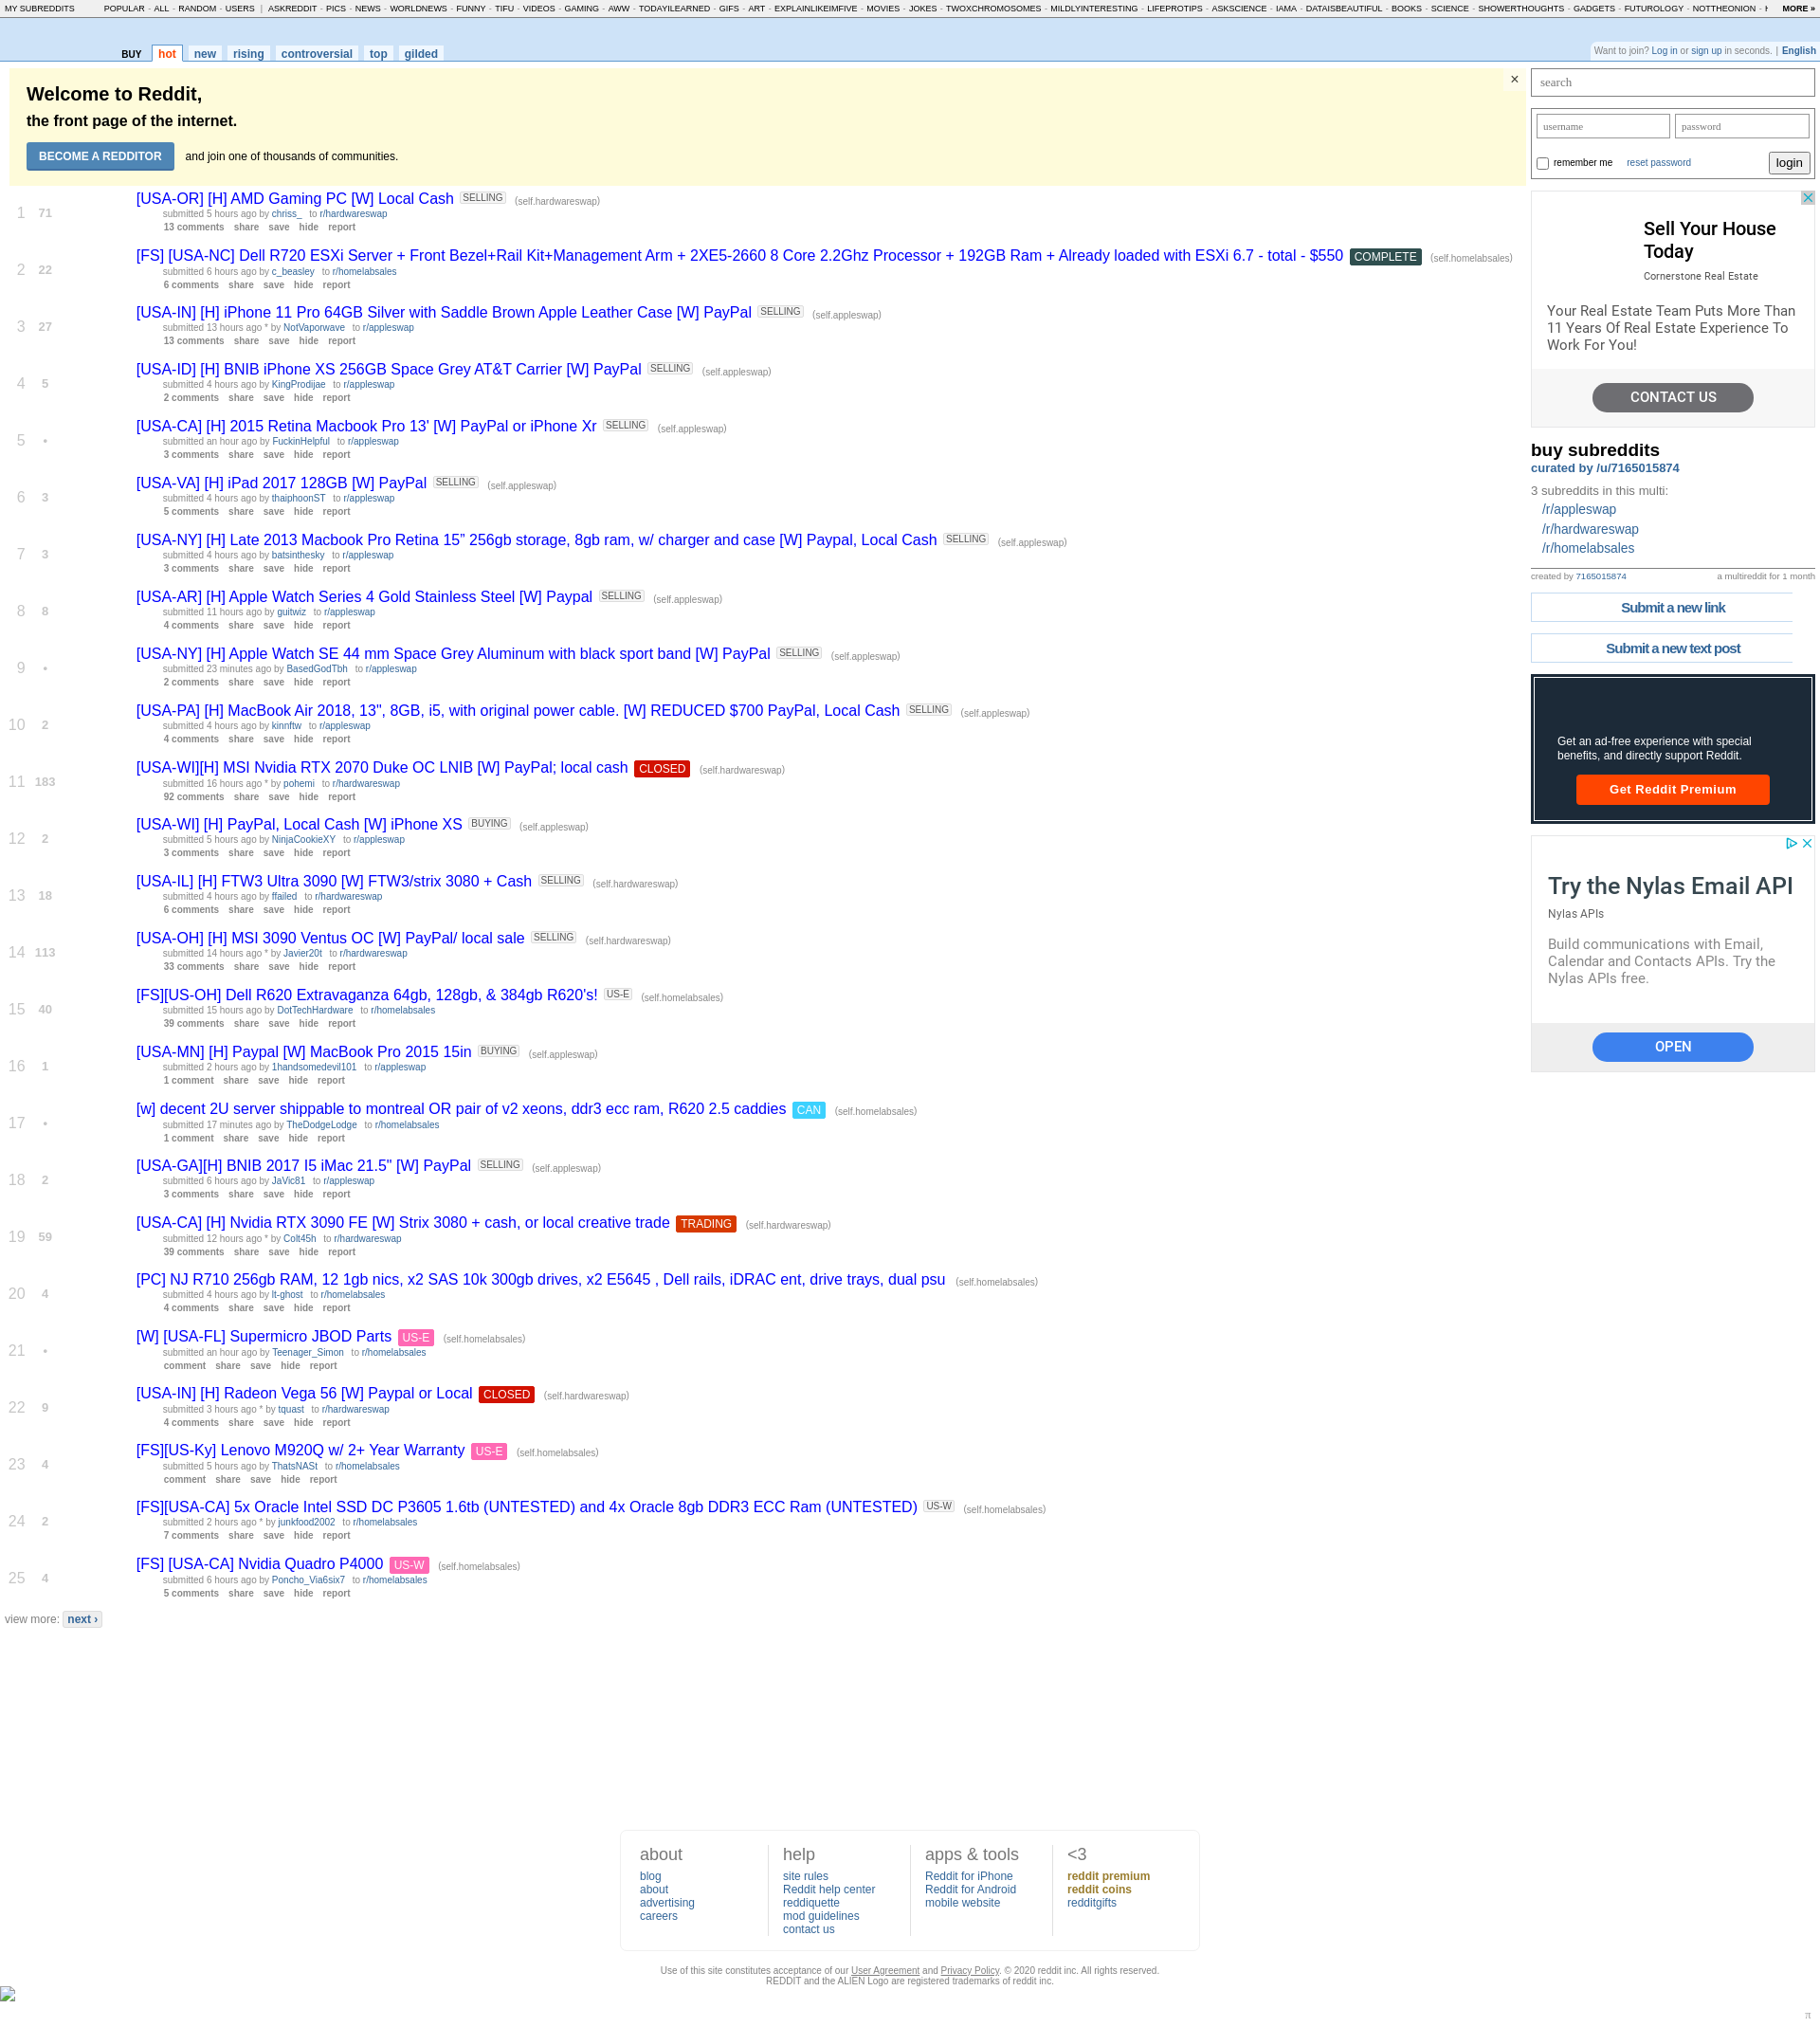 MY SUBREDDITS POPULAR - ALL - RANDOM - USERS | ASKREDDIT - PICS - NEWS - WORLDNEWS - FUNNY - TIFU - VIDEOS - GAMING - AWW - TODAYILEARNED - GIFS - ART - EXPLAINLIKEIMFIVE - MOVIES - JOKES - TWOXCHROMOSOMES - MILDLYINTERESTING - LIFEPROTIPS - ASKSCIENCE - IAMA - DATAISBEAUTIFUL - BOOKS - SCIENCE - SHOWERTHOUGHTS - GADGETS - FUTUROLOGY - NOTTHEONION - MORE »
BUY hot new rising controversial top gilded
Want to join? Log in or sign up in seconds. | English
Welcome to Reddit,
the front page of the internet.
BECOME A REDDITOR and join one of thousands of communities.
×
1 71 [USA-OR] [H] AMD Gaming PC [W] Local Cash SELLING (self.hardwareswap)
submitted 5 hours ago by chriss_ to r/hardwareswap
13 comments share save hide report
2 22 [FS] [USA-NC] Dell R720 ESXi Server + Front Bezel+Rail Kit+Management Arm + 2XE5-2660 8 Core 2.2Ghz Processor + 192GB Ram + Already loaded with ESXi 6.7 - total - $550 COMPLETE (self.homelabsales)
submitted 6 hours ago by c_beasley to r/homelabsales
6 comments share save hide report
3 27 [USA-IN] [H] iPhone 11 Pro 64GB Silver with Saddle Brown Apple Leather Case [W] PayPal SELLING (self.appleswap)
submitted 13 hours ago * by NotVaporwave to r/appleswap
13 comments share save hide report
4 5 [USA-ID] [H] BNIB iPhone XS 256GB Space Grey AT&T Carrier [W] PayPal SELLING (self.appleswap)
submitted 4 hours ago by KingProdijae to r/appleswap
2 comments share save hide report
5 • [USA-CA] [H] 2015 Retina Macbook Pro 13' [W] PayPal or iPhone Xr SELLING (self.appleswap)
submitted an hour ago by FuckinHelpful to r/appleswap
3 comments share save hide report
6 3 [USA-VA] [H] iPad 2017 128GB [W] PayPal SELLING (self.appleswap)
submitted 4 hours ago by thaiphoonST to r/appleswap
5 comments share save hide report
7 3 [USA-NY] [H] Late 2013 Macbook Pro Retina 15” 256gb storage, 8gb ram, w/ charger and case [W] Paypal, Local Cash SELLING (self.appleswap)
submitted 4 hours ago by batsinthesky to r/appleswap
3 comments share save hide report
8 8 [USA-AR] [H] Apple Watch Series 4 Gold Stainless Steel [W] Paypal SELLING (self.appleswap)
submitted 11 hours ago by guitwiz to r/appleswap
4 comments share save hide report
9 • [USA-NY] [H] Apple Watch SE 44 mm Space Grey Aluminum with black sport band [W] PayPal SELLING (self.appleswap)
submitted 23 minutes ago by BasedGodTbh to r/appleswap
2 comments share save hide report
10 2 [USA-PA] [H] MacBook Air 2018, 13", 8GB, i5, with original power cable. [W] REDUCED $700 PayPal, Local Cash SELLING (self.appleswap)
submitted 4 hours ago by kinnftw to r/appleswap
4 comments share save hide report
11 183 [USA-WI][H] MSI Nvidia RTX 2070 Duke OC LNIB [W] PayPal; local cash CLOSED (self.hardwareswap)
submitted 16 hours ago * by pohemi to r/hardwareswap
92 comments share save hide report
12 2 [USA-WI] [H] PayPal, Local Cash [W] iPhone XS BUYING (self.appleswap)
submitted 5 hours ago by NinjaCookieXY to r/appleswap
3 comments share save hide report
13 18 [USA-IL] [H] FTW3 Ultra 3090 [W] FTW3/strix 3080 + Cash SELLING (self.hardwareswap)
submitted 4 hours ago by ffailed to r/hardwareswap
6 comments share save hide report
14 113 [USA-OH] [H] MSI 3090 Ventus OC [W] PayPal/ local sale SELLING (self.hardwareswap)
submitted 14 hours ago * by Javier20t to r/hardwareswap
33 comments share save hide report
15 40 [FS][US-OH] Dell R620 Extravaganza 64gb, 128gb, & 384gb R620's! US-E (self.homelabsales)
submitted 15 hours ago by DotTechHardware to r/homelabsales
39 comments share save hide report
16 1 [USA-MN] [H] Paypal [W] MacBook Pro 2015 15in BUYING (self.appleswap)
submitted 2 hours ago by 1handsomedevil101 to r/appleswap
1 comment share save hide report
17 • [w] decent 2U server shippable to montreal OR pair of v2 xeons, ddr3 ecc ram, R620 2.5 caddies CAN (self.homelabsales)
submitted 17 minutes ago by TheDodgeLodge to r/homelabsales
1 comment share save hide report
18 2 [USA-GA][H] BNIB 2017 I5 iMac 21.5" [W] PayPal SELLING (self.appleswap)
submitted 6 hours ago by JaVic81 to r/appleswap
3 comments share save hide report
19 59 [USA-CA] [H] Nvidia RTX 3090 FE [W] Strix 3080 + cash, or local creative trade TRADING (self.hardwareswap)
submitted 12 hours ago * by Colt45h to r/hardwareswap
39 comments share save hide report
20 4 [PC] NJ R710 256gb RAM, 12 1gb nics, x2 SAS 10k 300gb drives, x2 E5645 , Dell rails, iDRAC ent, drive trays, dual psu (self.homelabsales)
submitted 4 hours ago by lt-ghost to r/homelabsales
4 comments share save hide report
21 • [W] [USA-FL] Supermicro JBOD Parts US-E (self.homelabsales)
submitted an hour ago by Teenager_Simon to r/homelabsales
comment share save hide report
22 9 [USA-IN] [H] Radeon Vega 56 [W] Paypal or Local CLOSED (self.hardwareswap)
submitted 3 hours ago * by tquast to r/hardwareswap
4 comments share save hide report
23 4 [FS][US-Ky] Lenovo M920Q w/ 2+ Year Warranty US-E (self.homelabsales)
submitted 5 hours ago by ThatsNASt to r/homelabsales
comment share save hide report
24 2 [FS][USA-CA] 5x Oracle Intel SSD DC P3605 1.6tb (UNTESTED) and 4x Oracle 8gb DDR3 ECC Ram (UNTESTED) US-W (self.homelabsales)
submitted 2 hours ago * by junkfood2002 to r/homelabsales
7 comments share save hide report
25 4 [FS] [USA-CA] Nvidia Quadro P4000 US-W (self.homelabsales)
submitted 6 hours ago by Poncho_Via6six7 to r/homelabsales
5 comments share save hide report
view more: next ›
search
username password
remember me reset password login
Sell Your House
Today
Cornerstone Real Estate
Your Real Estate Team Puts More Than
11 Years Of Real Estate Experience To
Work For You!
CONTACT US
buy subreddits
curated by /u/7165015874
3 subreddits in this multi:
/r/appleswap
/r/hardwareswap
/r/homelabsales
created by 7165015874 a multireddit for 1 month
Submit a new link
Submit a new text post
Get an ad-free experience with special
benefits, and directly support Reddit.
Get Reddit Premium
Try the Nylas Email API
Nylas APIs
Build communications with Email,
Calendar and Contacts APIs. Try the
Nylas APIs free.
OPEN
about
blog
about
advertising
careers
help
site rules
Reddit help center
reddiquette
mod guidelines
contact us
apps & tools
Reddit for iPhone
Reddit for Android
mobile website
<3
reddit premium
reddit coins
redditgifts
Use of this site constitutes acceptance of our User Agreement and Privacy Policy. © 2020 reddit inc. All rights reserved.
REDDIT and the ALIEN Logo are registered trademarks of reddit inc.
π